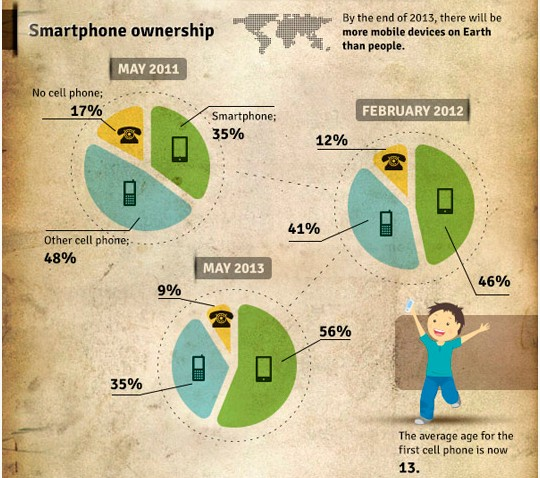 Smartphone ownership
By the end of 2013, there will be
more mobile devices on Earth
than people.
MAY 2011
No cell phone;
17%
Smartphone;
35%
Other cell phone;
48%
FEBRUARY 2012
12%
41%
46%
MAY 2013
9%
56%
35%
The average age for the
first cell phone is now
13.